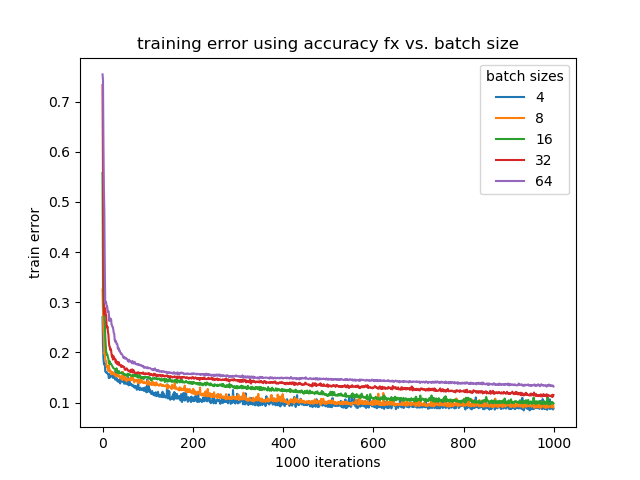 training error using accuracy fx vs. batch size
batch sizes
4
8
16
32
64
train error
0.7
0.6
0.5
0.4
0.3
0.2
0.1
0 200 400 600 800 1000
1000 iterations